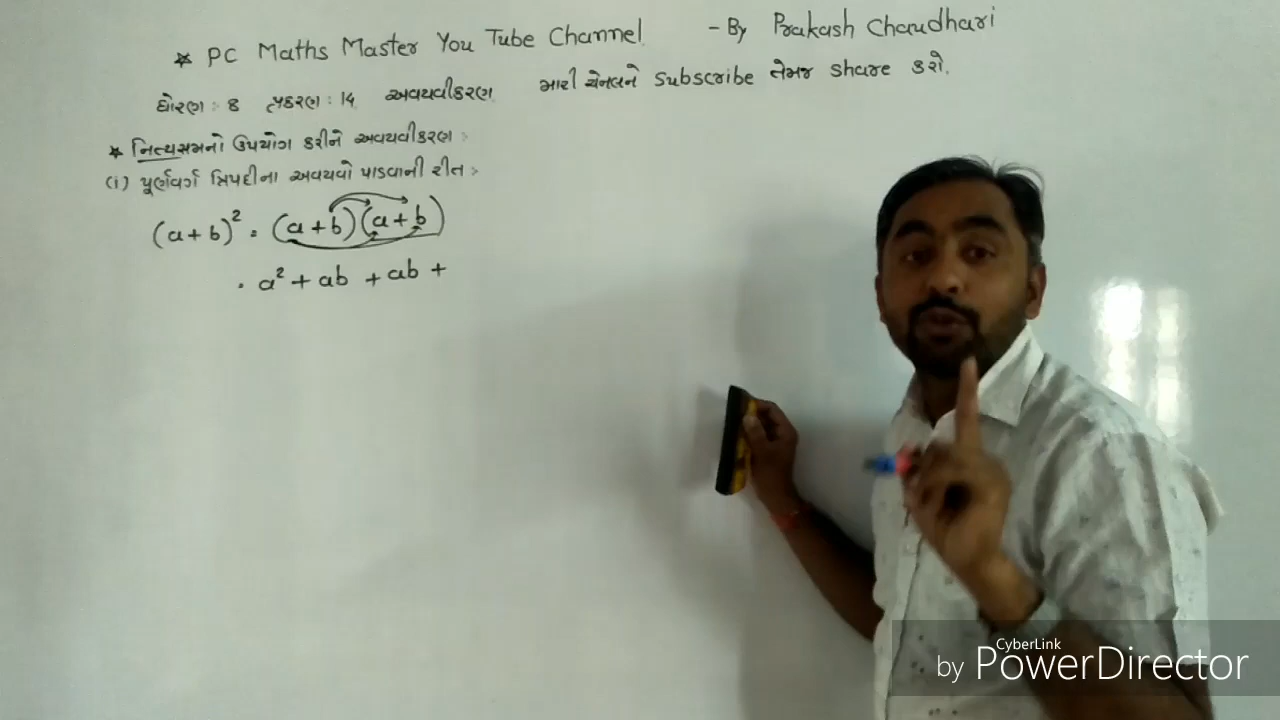 * PC Maths Master You Tube Channel - By Prakash Chaudhari
ધોરણ : 8 પ્રકરણ : 14 અવયવીકરણ મારી ચેનલને Subscribe તેમજ share કરો.
* નિત્યસમનો ઉપયોગ કરીને અવયવીકરણ :
(i) પૂર્ણવર્ગ ત્રિપદીના અવયવો પાડવાની રીત :
(a+b)² = (a+b)(a+b)
= a² + ab + ab +
CyberLink
by PowerDirector